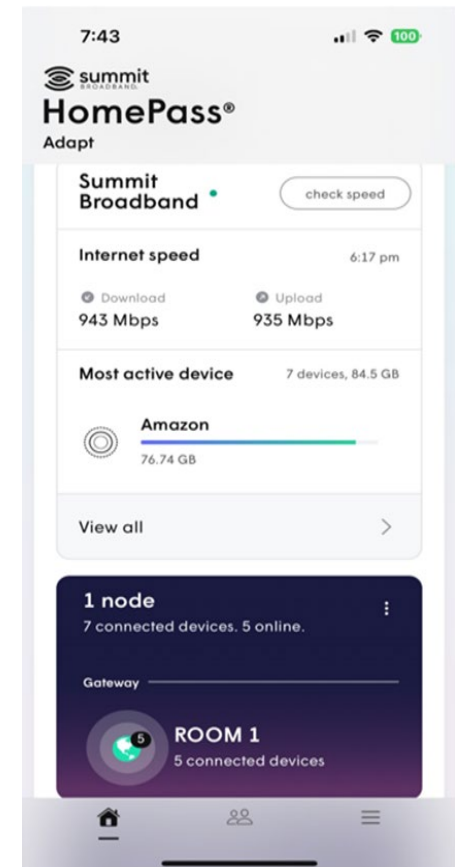 7:43
100
summit
BROADBAND.
HomePass®
Adapt
Summit
Broadband
check speed
Internet speed
6:17 pm
Download
Upload
943 Mbps
935 Mbps
Most active device
7 devices, 84.5 GB
Amazon
76.74 GB
View all
1 node
7 connected devices. 5 online.
Gateway
5
ROOM 1
5 connected devices